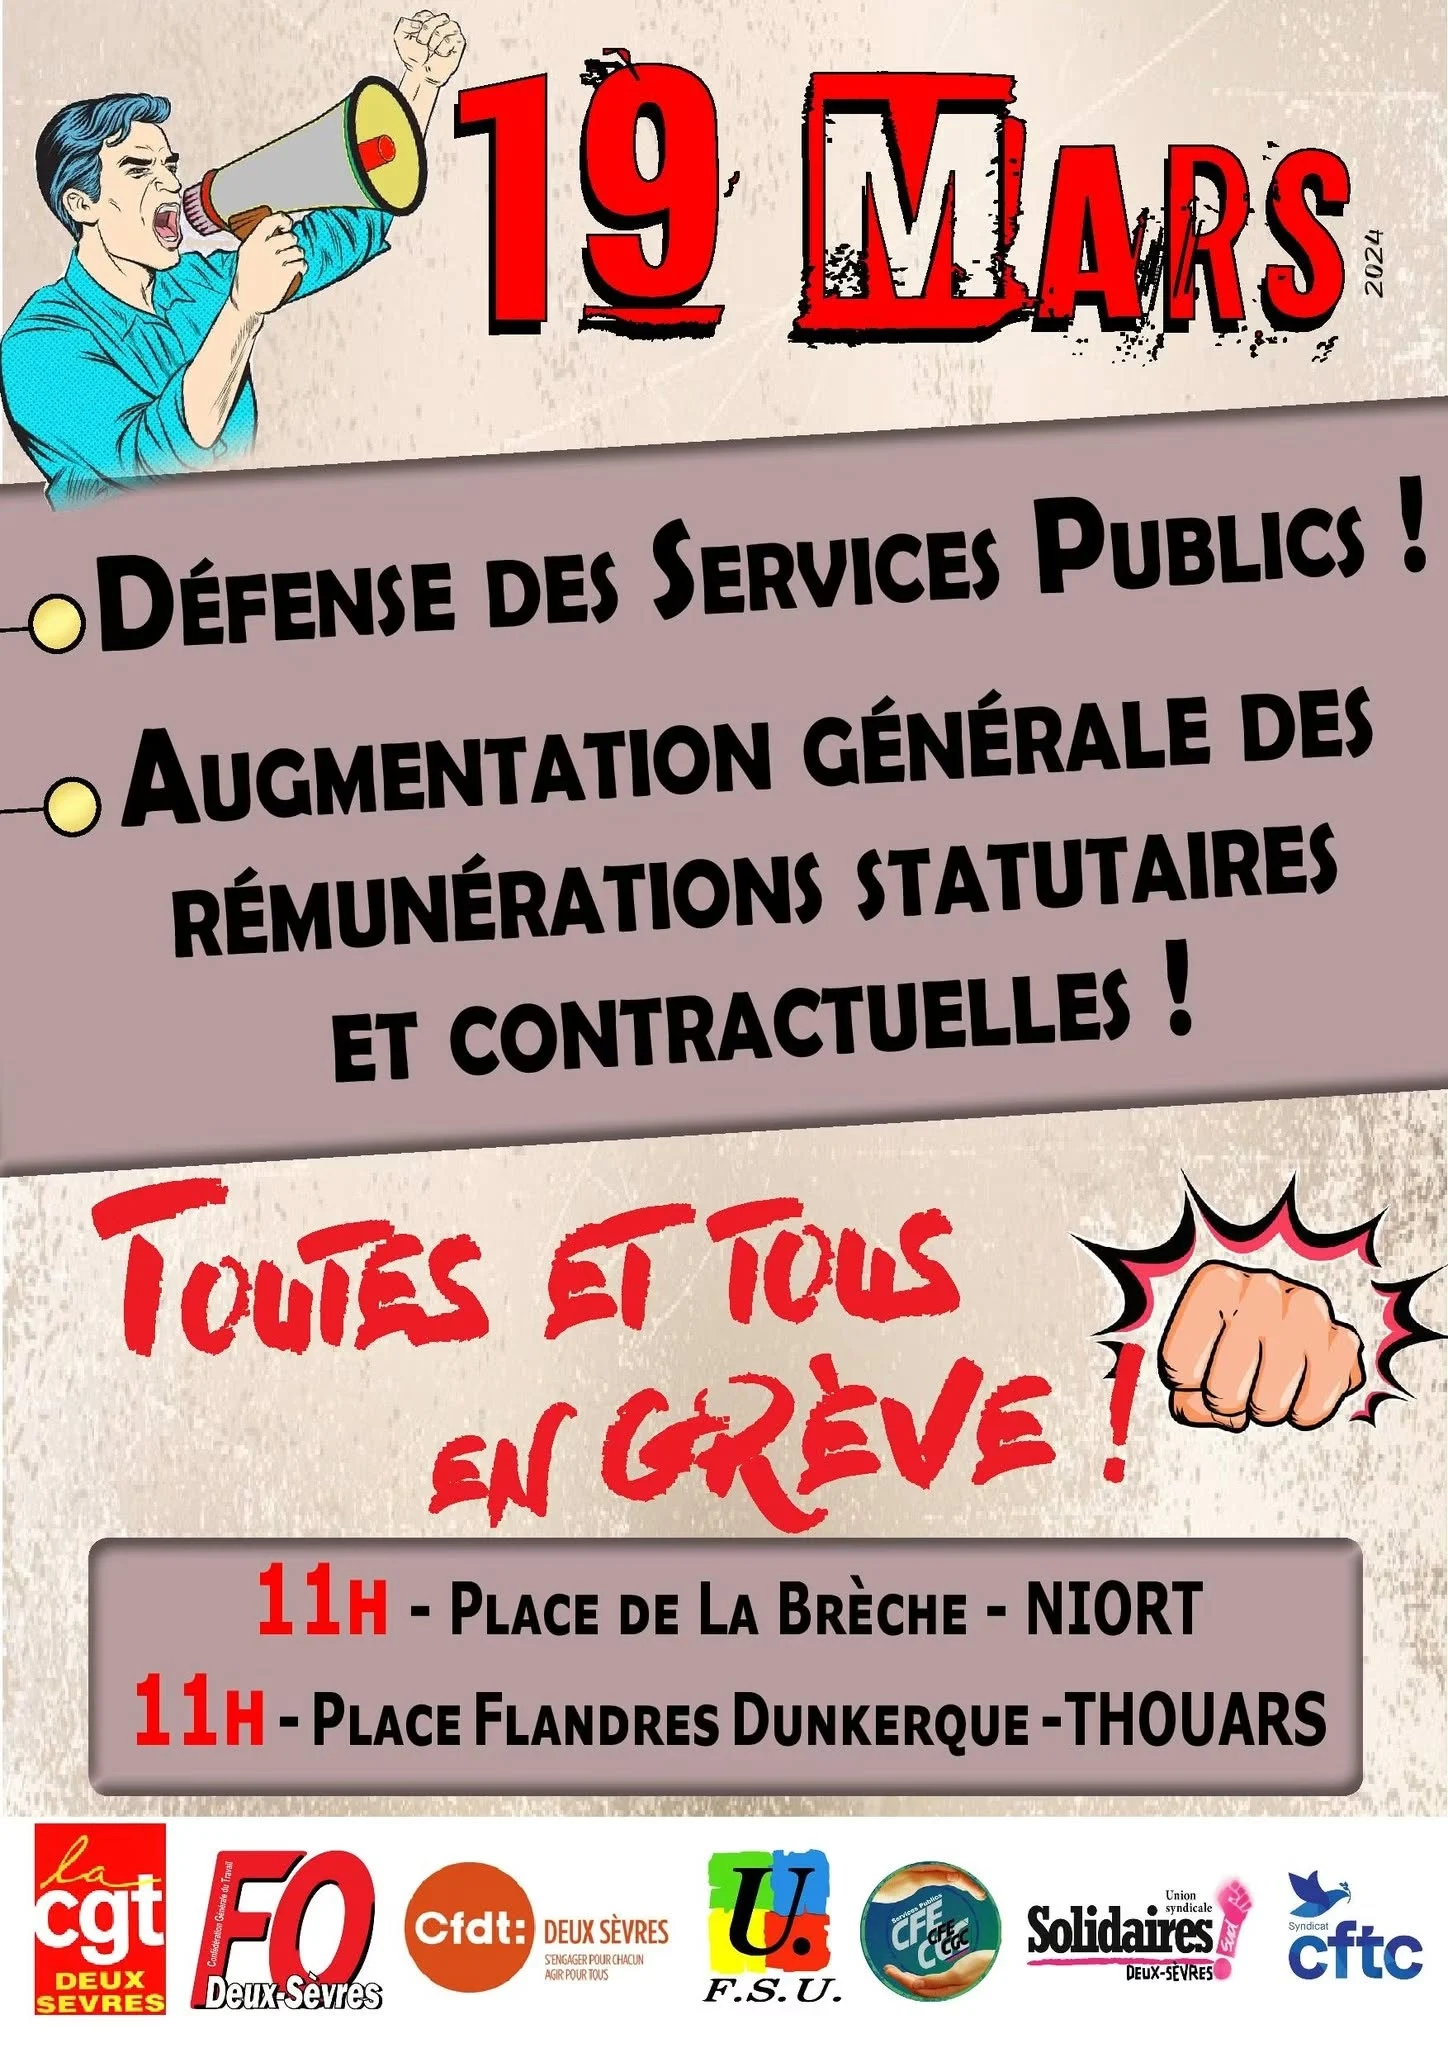 19 MARS
2024
DÉFENSE DES SERVICES PUBLICS !
AUGMENTATION GÉNÉRALE DES
RÉMUNÉRATIONS STATUTAIRES
ET CONTRACTUELLES !
TOUTES ET TOUS
EN GRÈVE !
11H - PLACE DE LA BRÈCHE - NIORT
11H - PLACE FLANDRES DUNKERQUE -THOUARS
la
cgt
DEUX
SEVRES
Confédération Générale du Travail
FO
Deux-Sèvres
Cfdt:
DEUX SÈVRES
S'ENGAGER POUR CHACUN
AGIR POUR TOUS
U.
F.S.U.
Services Publics
CFE
CGC
CFE
CGC
Union
syndicale
Solidaires
Sud
DEUX-SÈVRES
Syndicat
cftc